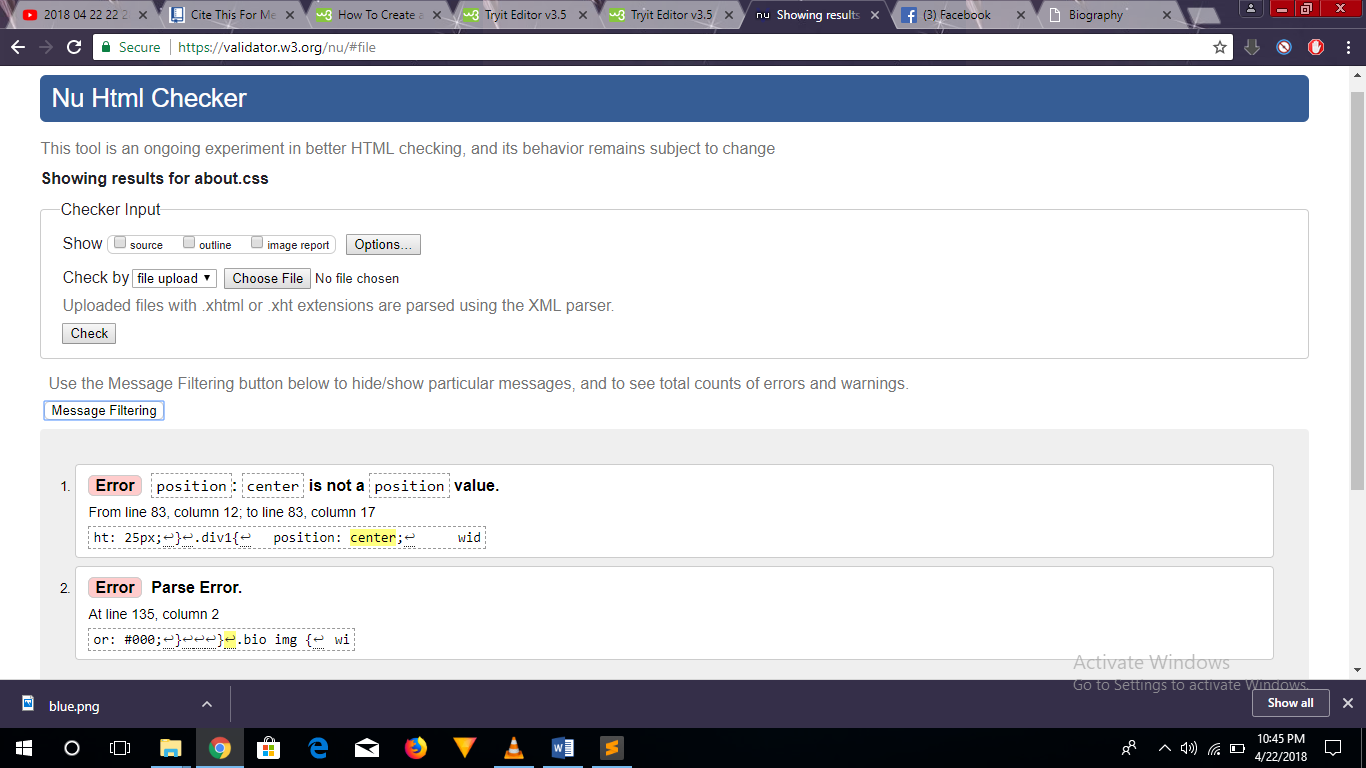 2018 04 22 22 2
Cite This For Me
How To Create a
Tryit Editor v3.5
Tryit Editor v3.5
nu Showing results
(3) Facebook
Biography
Secure https://validator.w3.org/nu/#file
Nu Html Checker
This tool is an ongoing experiment in better HTML checking, and its behavior remains subject to change
Showing results for about.css
Checker Input
Show source outline image report Options...
Check by file upload Choose File No file chosen
Uploaded files with .xhtml or .xht extensions are parsed using the XML parser.
Check
Use the Message Filtering button below to hide/show particular messages, and to see total counts of errors and warnings.
Message Filtering
1. Error position: center is not a position value.
From line 83, column 12; to line 83, column 17
ht: 25px;↩}↩.div1{↩ position: center;↩ wid
2. Error Parse Error.
At line 135, column 2
or: #000;↩}↩↩↩}↩.bio img {↩ wi
Activate Windows
Go to Settings to activate Windows.
blue.png
Show all
10:45 PM
4/22/2018